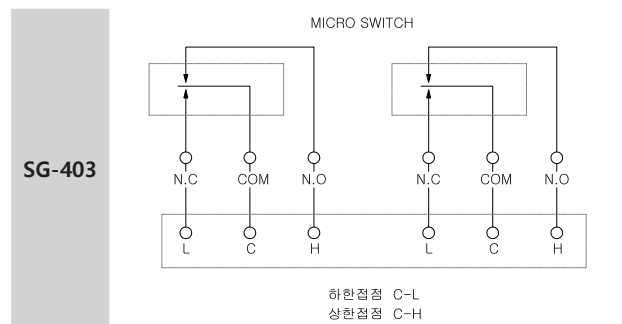 MICRO SWITCH
SG-403
N.C COM N.O N.C COM N.O
L C H L C H
하한접점 C-L
상한접점 C-H